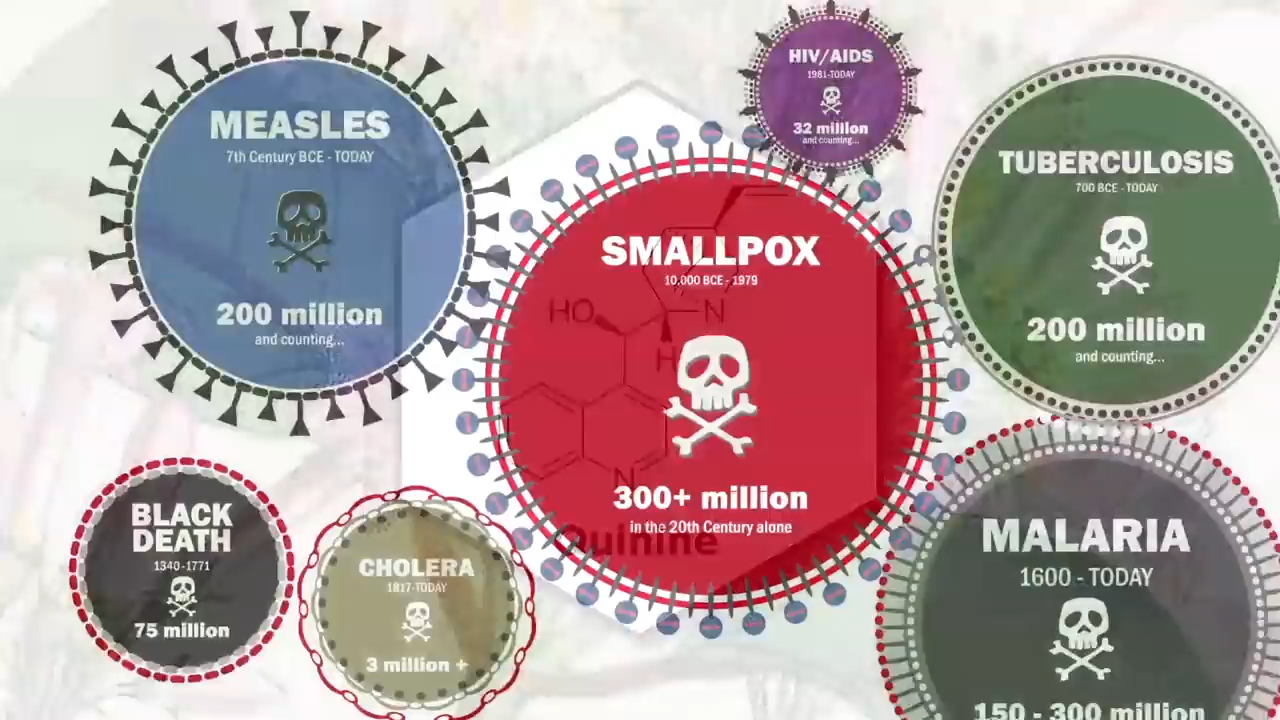 MEASLES
7th Century BCE - TODAY
200 million
and counting...
HIV/AIDS
1981-TODAY
32 million
and counting...
TUBERCULOSIS
700 BCE - TODAY
200 million
and counting...
SMALLPOX
10,000 BCE - 1979
HO
N
H
N
300+ million
in the 20th Century alone
Quinine
BLACK
DEATH
1340-1771
75 million
CHOLERA
1817-TODAY
3 million +
MALARIA
1600 - TODAY
150 - 300 million